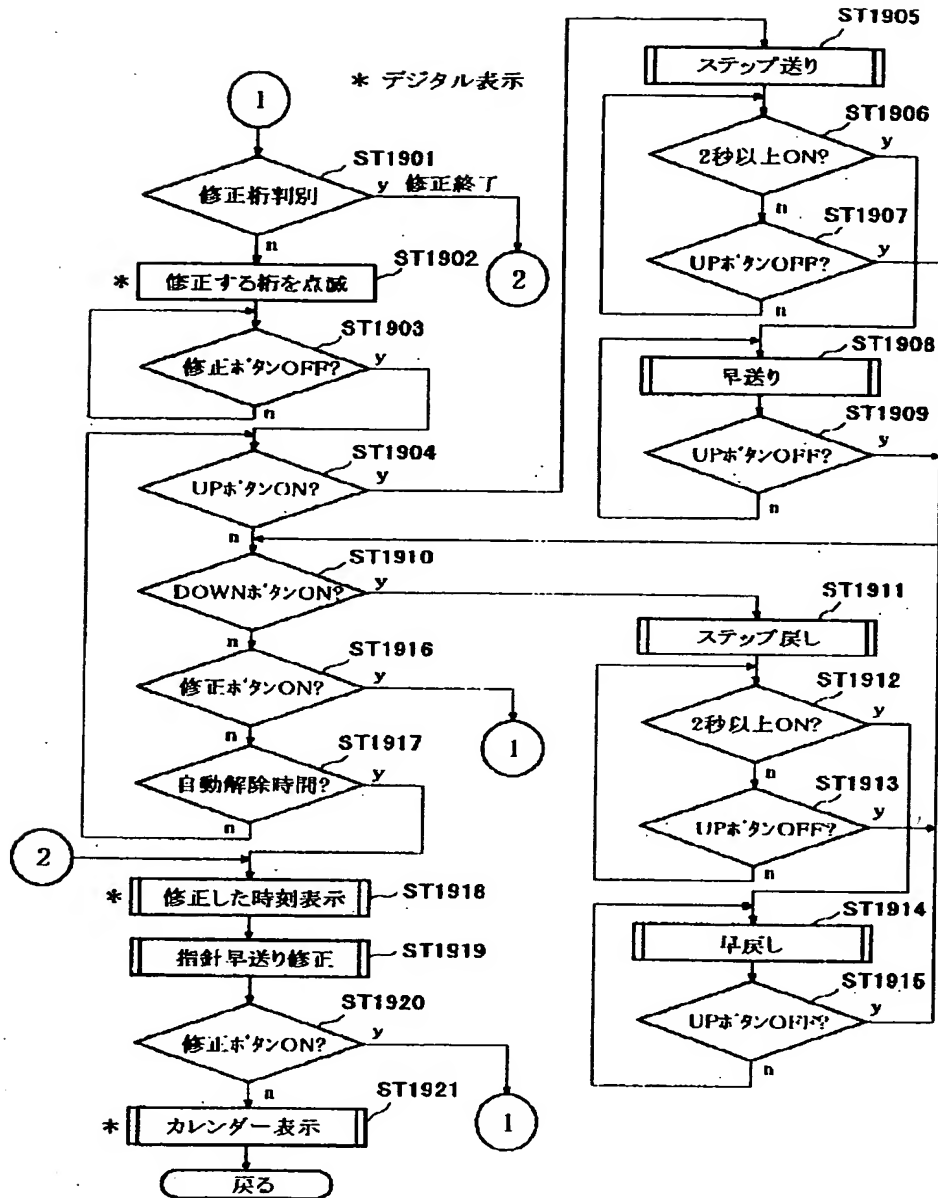 * デジタル表示
1
ST1901
修正桁判別
y 修正終了
n
2
ST1902
* 修正する桁を点滅
ST1903
修正ボタンOFF?
y
n
ST1904
UPボタンON?
y
n
ST1905
ステップ送り
ST1906
2秒以上ON?
y
n
ST1907
UPボタンOFF?
y
n
ST1908
早送り
ST1909
UPボタンOFF?
y
n
ST1910
DOWNボタンON?
y
n
ST1911
ステップ戻し
ST1912
2秒以上ON?
y
n
ST1913
UPボタンOFF?
y
n
ST1914
早戻し
ST1915
UPボタンOFF?
y
n
ST1916
修正ボタンON?
y
n
1
ST1917
自動解除時間?
y
n
2
ST1918
* 修正した時刻表示
ST1919
指針早送り修正
ST1920
修正ボタンON?
y
n
1
ST1921
* カレンダー表示
戻る